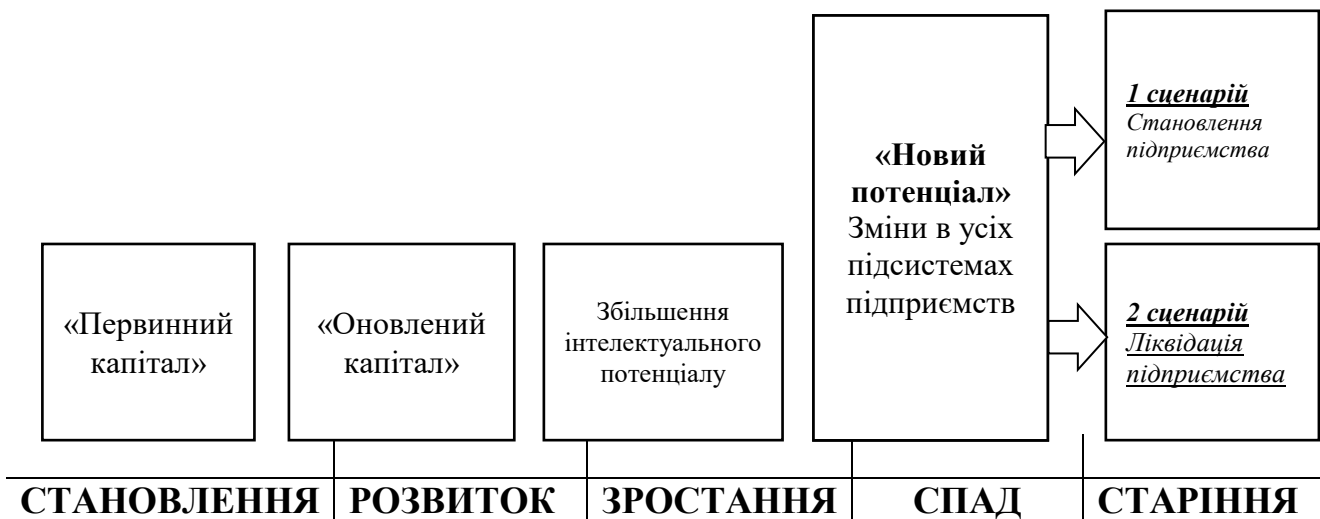 «Первинний
капітал»
«Оновлений
капітал»
Збільшення
інтелектуального
потенціалу
«Новий
потенціал»
Зміни в усіх
підсистемах
підприємств
1 сценарій
Становлення
підприємства
2 сценарій
Ліквідація
підприємства
СТАНОВЛЕННЯ РОЗВИТОК ЗРОСТАННЯ СПАД СТАРІННЯ